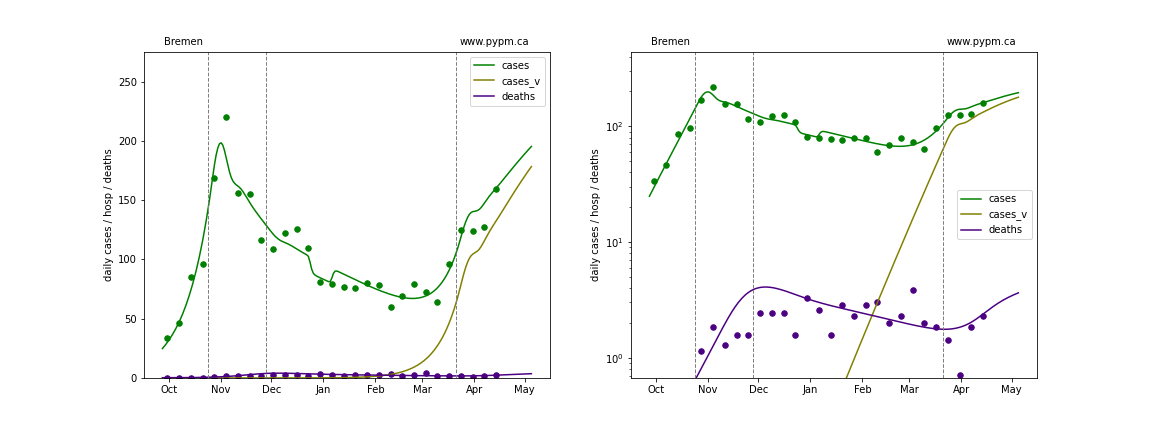 Bremen www.pypm.ca
daily cases / hosp / deaths
250
200
150
100
50
0
cases
cases_v
deaths
Oct Nov Dec Jan Feb Mar Apr May
Bremen www.pypm.ca
daily cases / hosp / deaths
10²
10¹
10⁰
cases
cases_v
deaths
Oct Nov Dec Jan Feb Mar Apr May